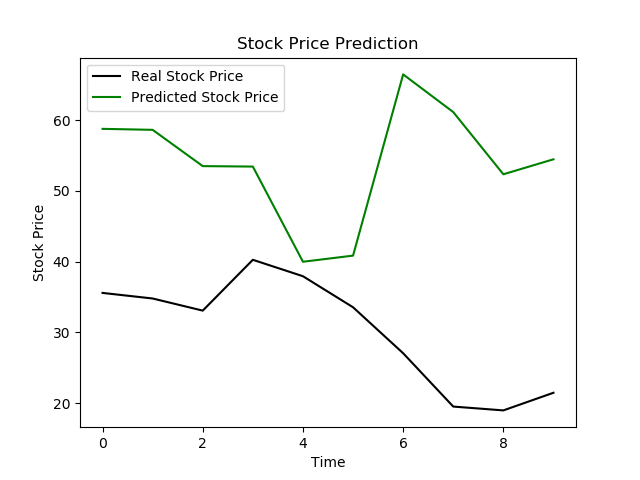 Stock Price Prediction
Real Stock Price
Predicted Stock Price
Stock Price
60
50
40
30
20
0 2 4 6 8
Time